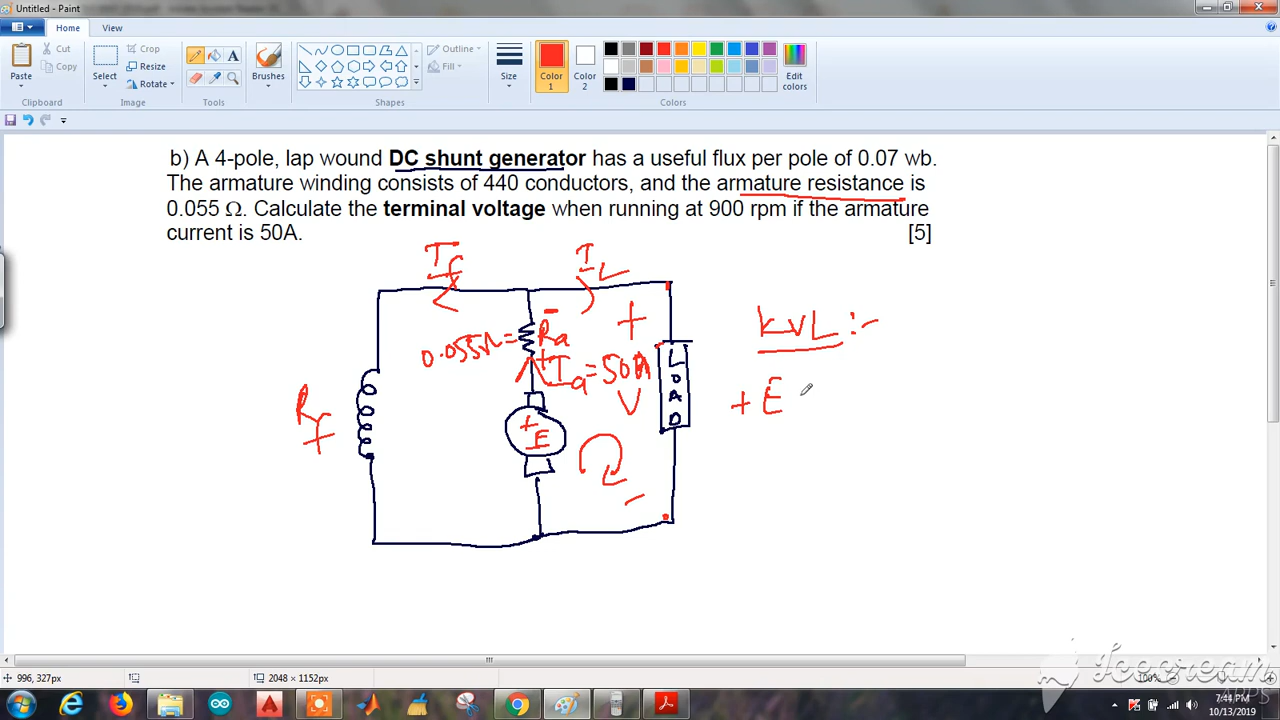 Untitled - Paint
Home
View
Paste
Cut
Copy
Clipboard
Select
Crop
Resize
Rotate
Image
Tools
Brushes
Outline
Fill
Shapes
Size
Color 1
Color 2
Edit colors
Colors
b) A 4-pole, lap wound DC shunt generator has a useful flux per pole of 0.07 wb.
The armature winding consists of 440 conductors, and the armature resistance is
0.055 Ω. Calculate the terminal voltage when running at 900 rpm if the armature
current is 50A. [5]
If
IL
0.055Ω = Ra
Ia = 50A
+
-
V
+ E
LOAD
KVL :-
+ E
996, 327px
2048 × 1152px
100%
Icecream
APPS
7:44 PM
10/13/2019